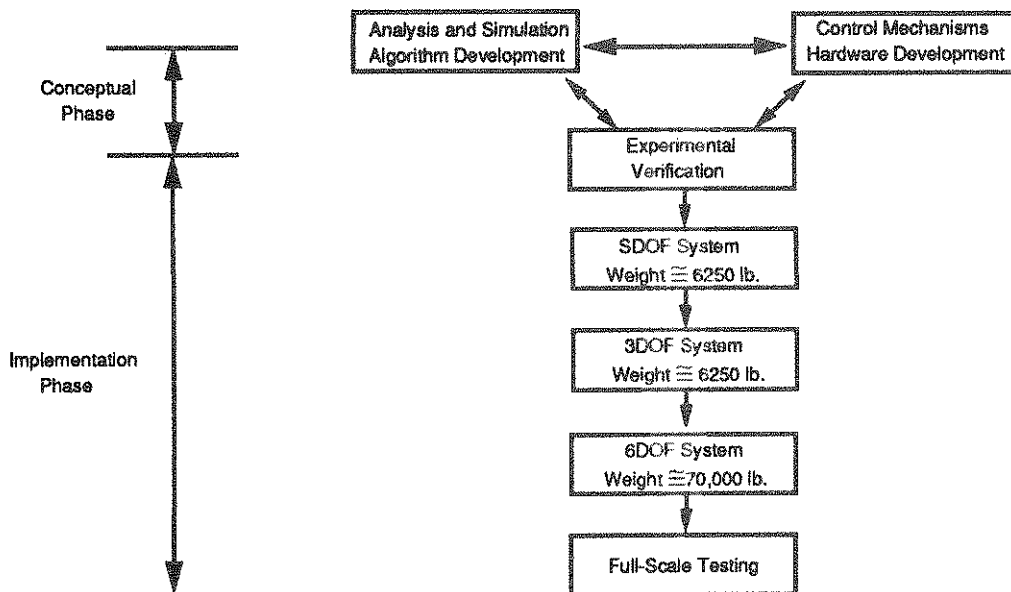 Analysis and Simulation
Algorithm Development
Control Mechanisms
Hardware Development
Conceptual
Phase
Experimental
Verification
SDOF System
Weight ≅ 6250 lb.
3DOF System
Weight ≅ 6250 lb.
Implementation
Phase
6DOF System
Weight ≅70,000 lb.
Full-Scale Testing